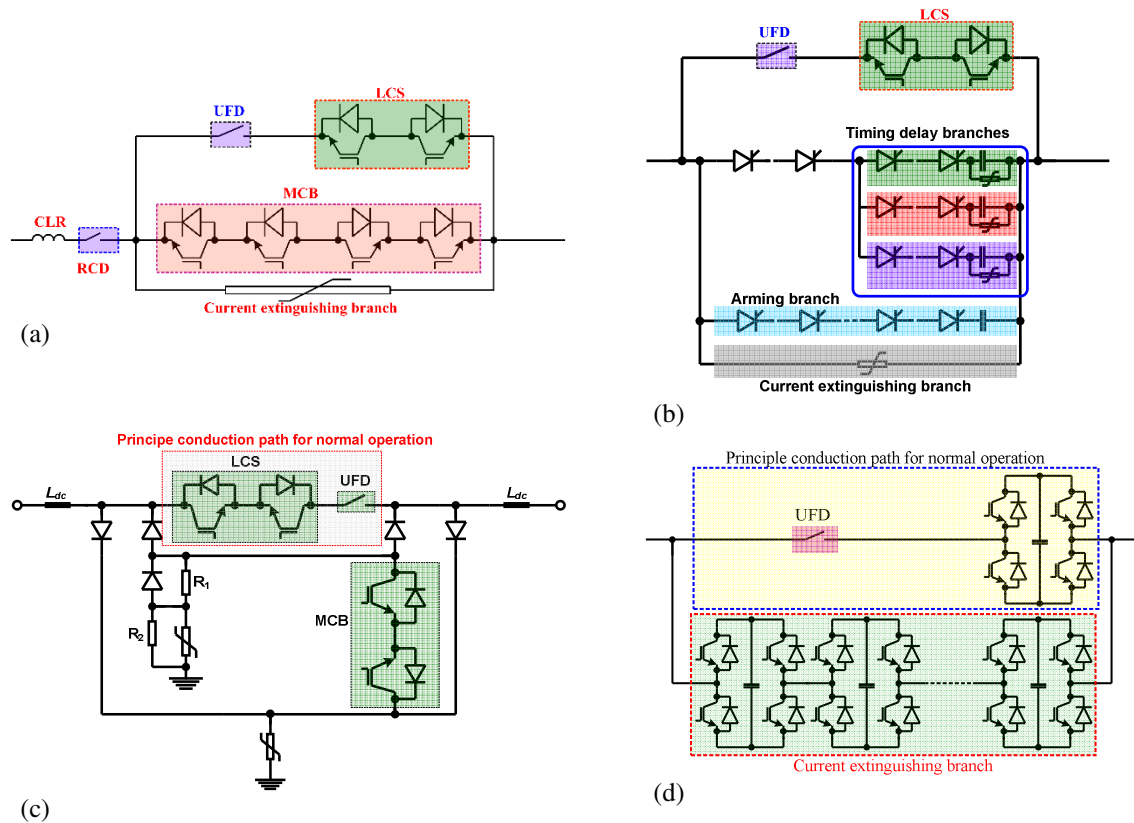 UFD
LCS
MCB
CLR
RCD
Current extinguishing branch
(a)
LCS
UFD
Timing delay branches
Arming branch
Current extinguishing branch
(b)
Principe conduction path for normal operation
LCS
UFD
Ldc
Ldc
R1
R2
MCB
(c)
Principle conduction path for normal operation
UFD
Current extinguishing branch
(d)